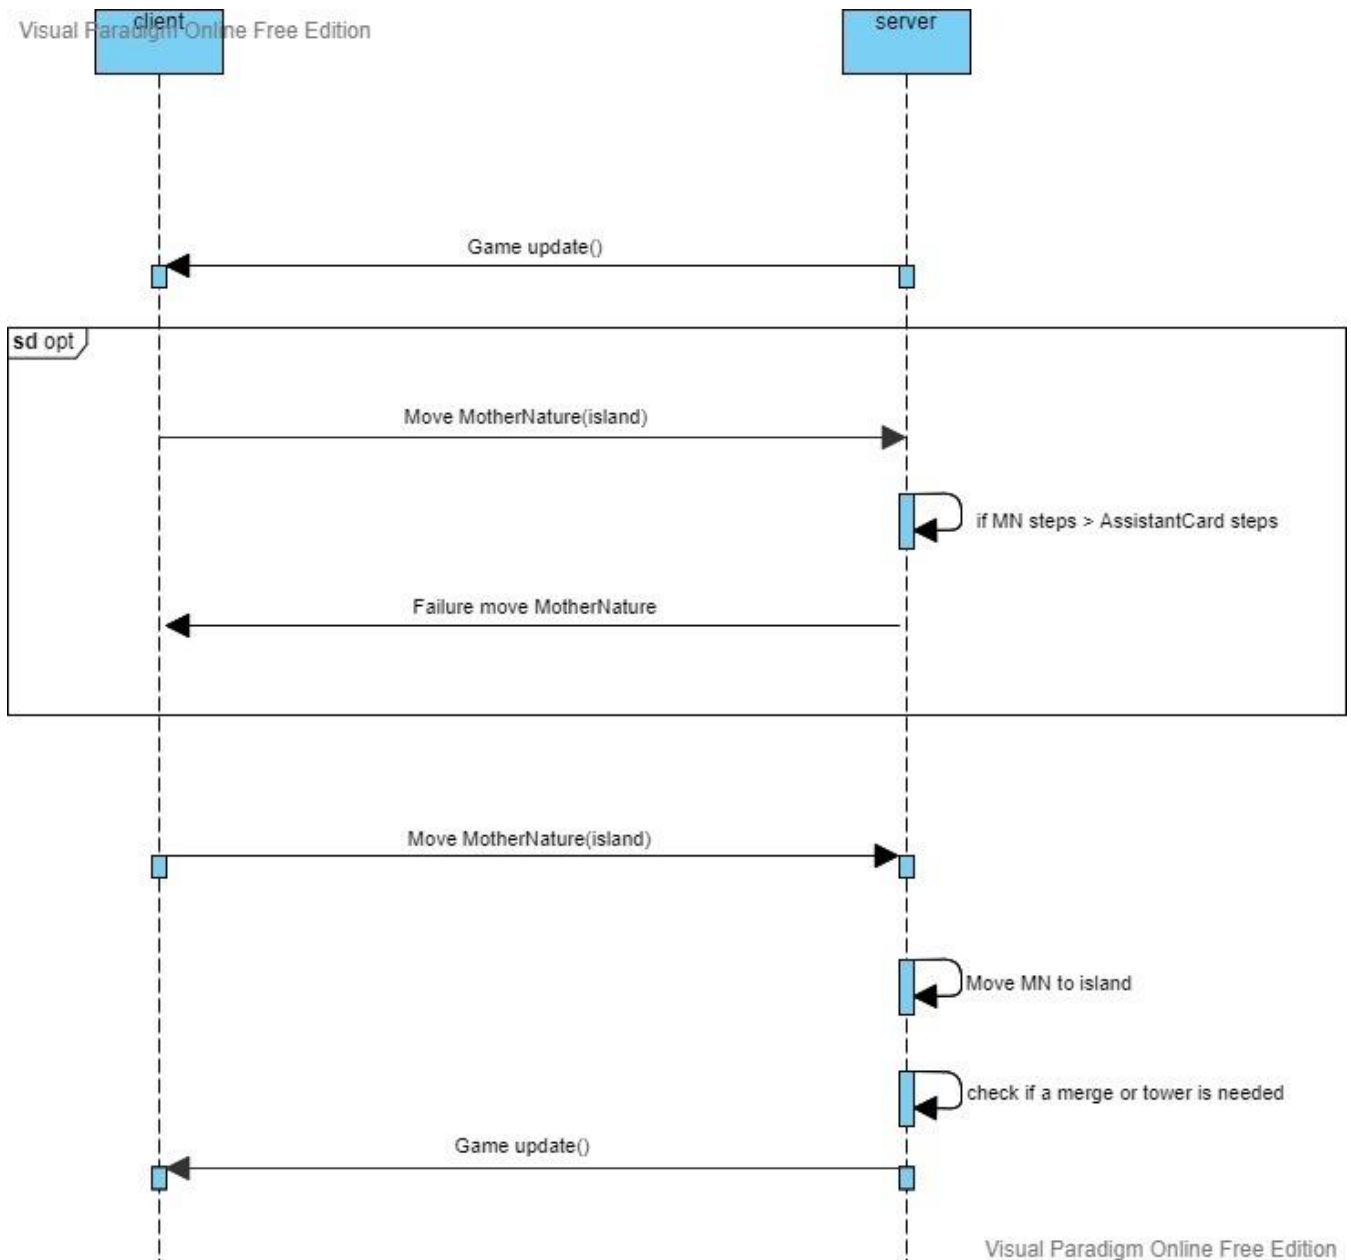 client
server
Visual Paradigm Online Free Edition
Game update()
sd opt
Move MotherNature(island)
if MN steps > AssistantCard steps
Failure move MotherNature
Move MotherNature(island)
Move MN to island
check if a merge or tower is needed
Game update()
Visual Paradigm Online Free Edition